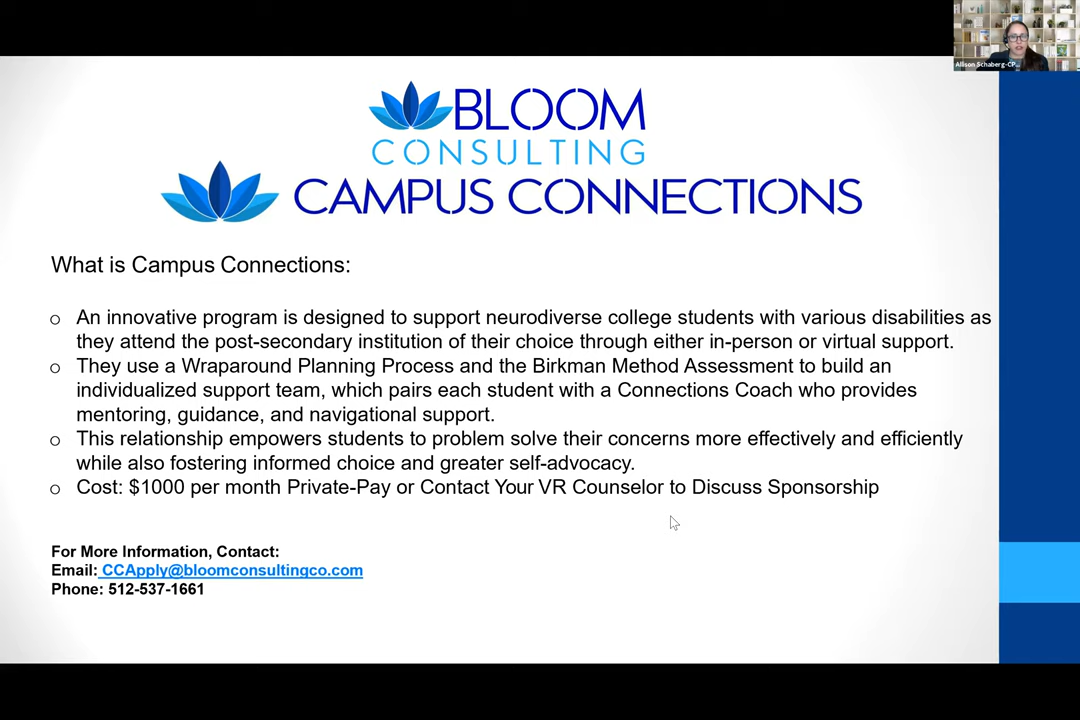 Allison Schaberg-CP...
BLOOM
CONSULTING
CAMPUS CONNECTIONS
What is Campus Connections:
o An innovative program is designed to support neurodiverse college students with various disabilities as
they attend the post-secondary institution of their choice through either in-person or virtual support.
o They use a Wraparound Planning Process and the Birkman Method Assessment to build an
individualized support team, which pairs each student with a Connections Coach who provides
mentoring, guidance, and navigational support.
o This relationship empowers students to problem solve their concerns more effectively and efficiently
while also fostering informed choice and greater self-advocacy.
o Cost: $1000 per month Private-Pay or Contact Your VR Counselor to Discuss Sponsorship
For More Information, Contact:
Email: CCApply@bloomconsultingco.com
Phone: 512-537-1661